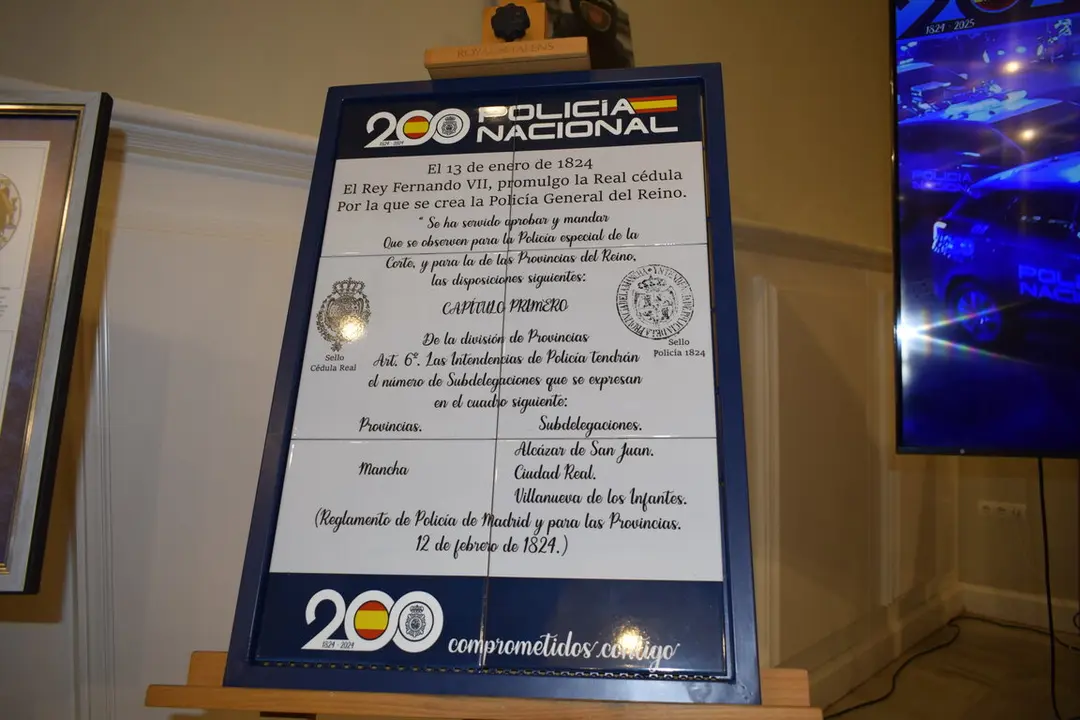 ROYAL TALENS
200 POLICÍA
1824 - 2024 NACIONAL
El 13 de enero de 1824
El Rey Fernando VII, promulgo la Real cédula
Por la que se crea la Policía General del Reino.
“ Se ha servido aprobar y mandar
Que se observen para la Policía especial de la
Corte, y para la de las Provincias del Reino,
las disposiciones siguientes:
CAPÍTULO PRIMERO
De la división de Provincias
Art. 6º. Las Intendencias de Policía tendrán
el número de Subdelegaciones que se expresan
en el cuadro siguiente:
Sello
Cédula Real
Sello
Policía 1824
Provincias. Subdelegaciones.
Alcázar de San Juan.
Mancha Ciudad Real.
Villanueva de los Infantes.
(Reglamento de Policía de Madrid y para las Provincias.
12 de febrero de 1824.)
200
1824 - 2024
comprometidos contigo
1824 - 2025
POLICÍA